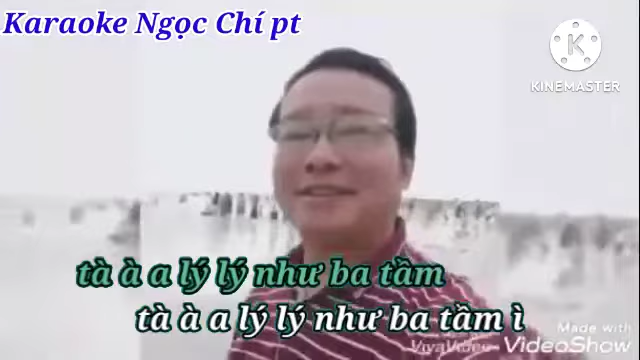 Karaoke Ngọc Chí pt
K
KINEMASTER
tà à a lý lý như ba tầm
tà à a lý lý như ba tầm ì
Made with
VivaVideo
VideoShow